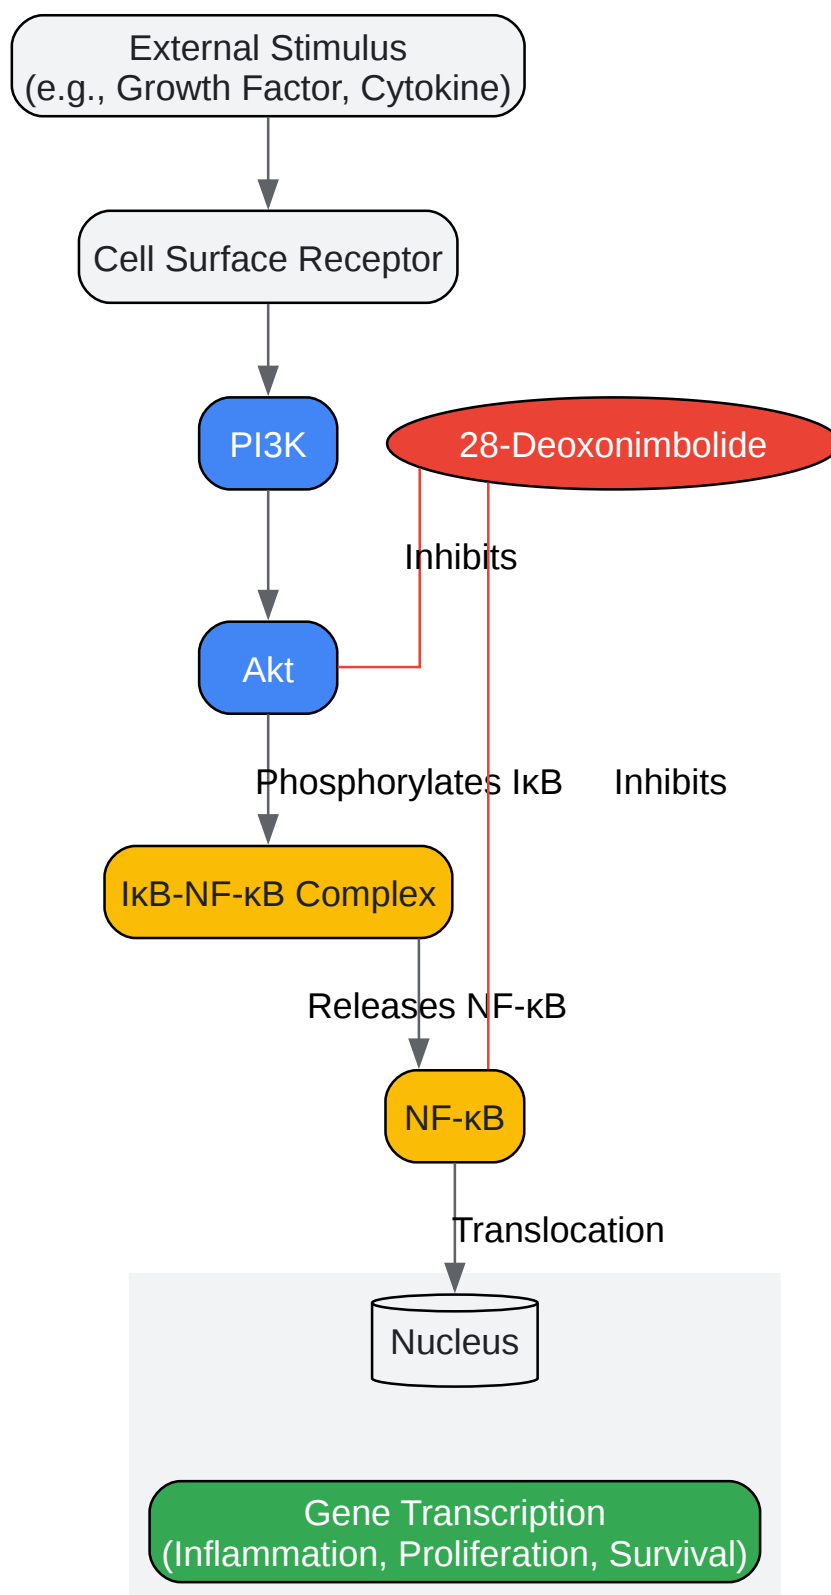 External Stimulus
(e.g., Growth Factor, Cytokine)
Cell Surface Receptor
PI3K
28-Deoxonimbolide
Inhibits
Akt
Phosphorylates IκB
Inhibits
IκB-NF-κB Complex
Releases NF-κB
NF-κB
Translocation
Nucleus
Gene Transcription
(Inflammation, Proliferation, Survival)